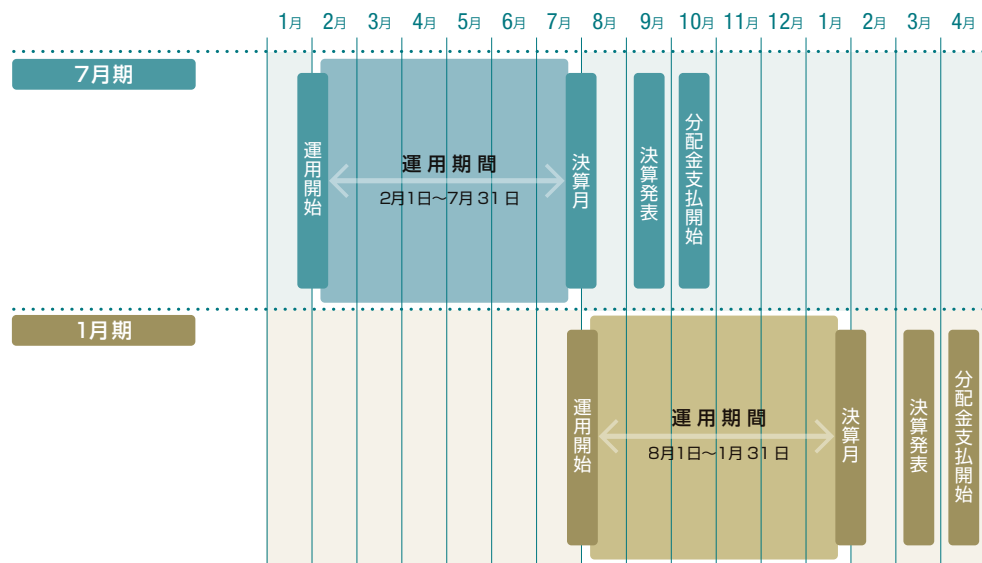 1月 2月 3月 4月 5月 6月 7月 8月 9月 10月 11月 12月 1月 2月 3月 4月
7月期
運用開始
運用期間
2月1日〜7月31日
決算月
決算発表
分配金支払開始
1月期
運用開始
運用期間
8月1日〜1月31日
決算月
決算発表
分配金支払開始